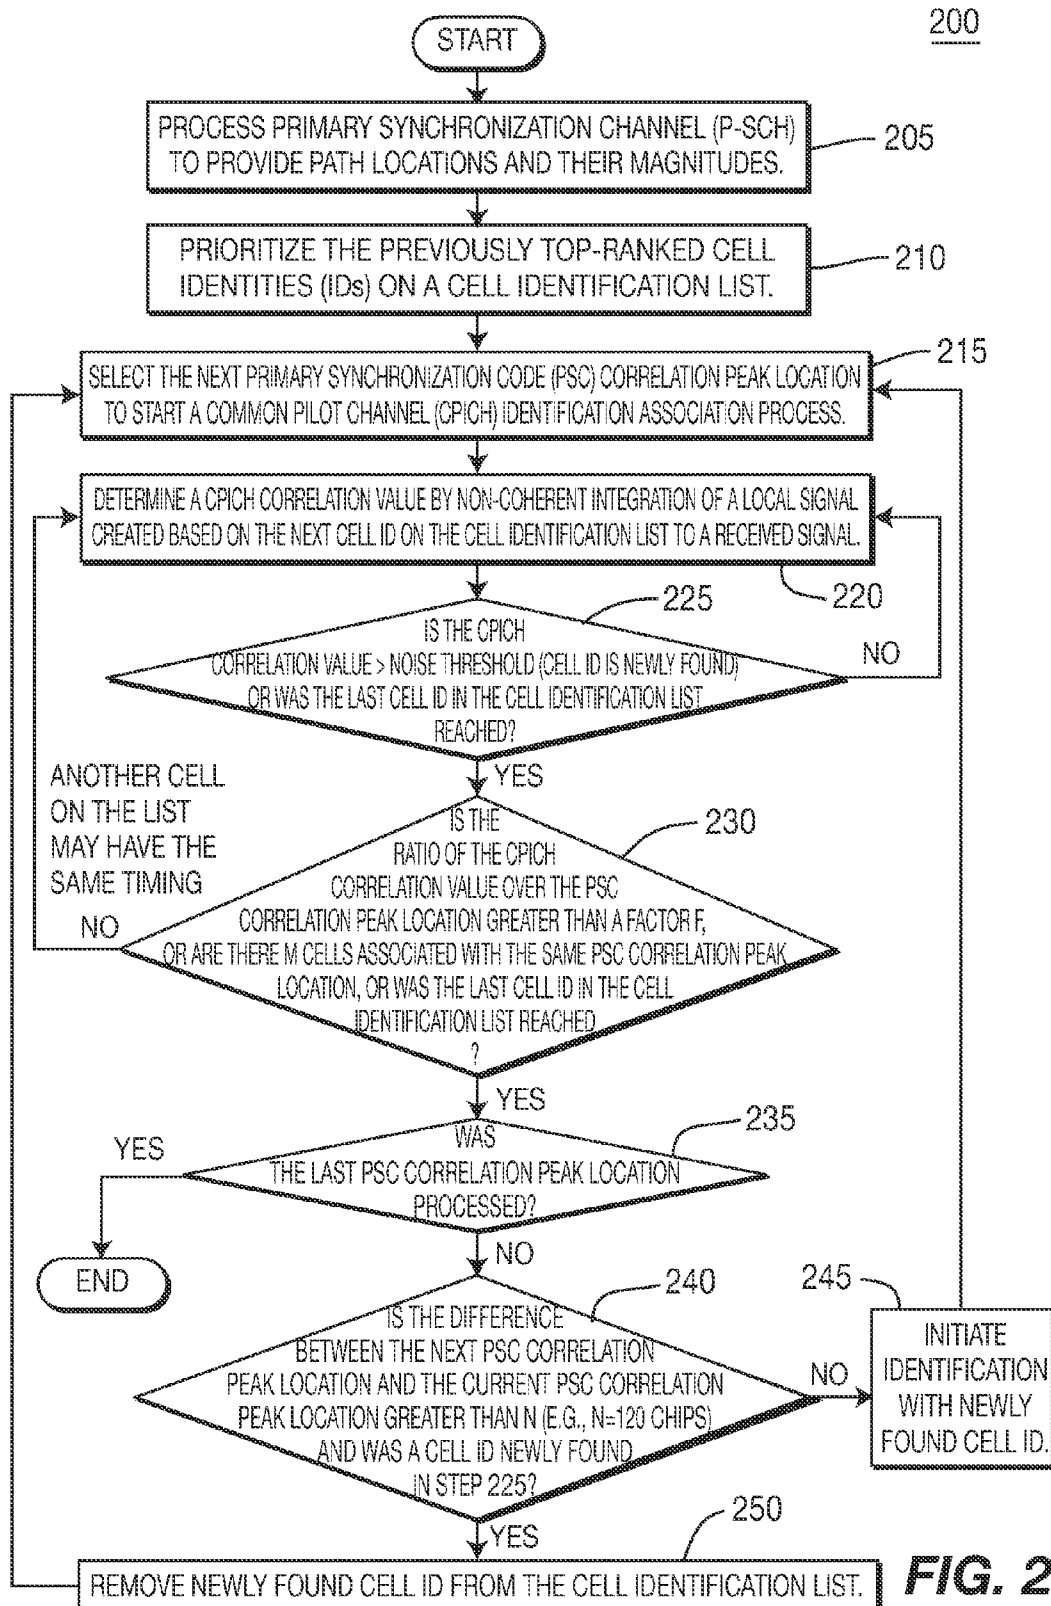 200
START
PROCESS PRIMARY SYNCHRONIZATION CHANNEL (P-SCH)
TO PROVIDE PATH LOCATIONS AND THEIR MAGNITUDES.
205
PRIORITIZE THE PREVIOUSLY TOP-RANKED CELL
IDENTITIES (IDs) ON A CELL IDENTIFICATION LIST.
210
SELECT THE NEXT PRIMARY SYNCHRONIZATION CODE (PSC) CORRELATION PEAK LOCATION
TO START A COMMON PILOT CHANNEL (CPICH) IDENTIFICATION ASSOCIATION PROCESS.
215
DETERMINE A CPICH CORRELATION VALUE BY NON-COHERENT INTEGRATION OF A LOCAL SIGNAL
CREATED BASED ON THE NEXT CELL ID ON THE CELL IDENTIFICATION LIST TO A RECEIVED SIGNAL.
220
225
IS THE CPICH
CORRELATION VALUE > NOISE THRESHOLD (CELL ID IS NEWLY FOUND)
OR WAS THE LAST CELL ID IN THE CELL IDENTIFICATION LIST
REACHED?
NO
YES
ANOTHER CELL
ON THE LIST
MAY HAVE THE
SAME TIMING
NO
230
IS THE
RATIO OF THE CPICH
CORRELATION VALUE OVER THE PSC
CORRELATION PEAK LOCATION GREATER THAN A FACTOR F,
OR ARE THERE M CELLS ASSOCIATED WITH THE SAME PSC CORRELATION PEAK
LOCATION, OR WAS THE LAST CELL ID IN THE CELL
IDENTIFICATION LIST REACHED
?
YES
235
WAS
THE LAST PSC CORRELATION PEAK LOCATION
PROCESSED?
YES
END
NO
240
IS THE DIFFERENCE
BETWEEN THE NEXT PSC CORRELATION
PEAK LOCATION AND THE CURRENT PSC CORRELATION
PEAK LOCATION GREATER THAN N (E.G., N=120 CHIPS)
AND WAS A CELL ID NEWLY FOUND
IN STEP 225?
NO
245
INITIATE
IDENTIFICATION
WITH NEWLY
FOUND CELL ID.
YES
250
REMOVE NEWLY FOUND CELL ID FROM THE CELL IDENTIFICATION LIST.
FIG. 2